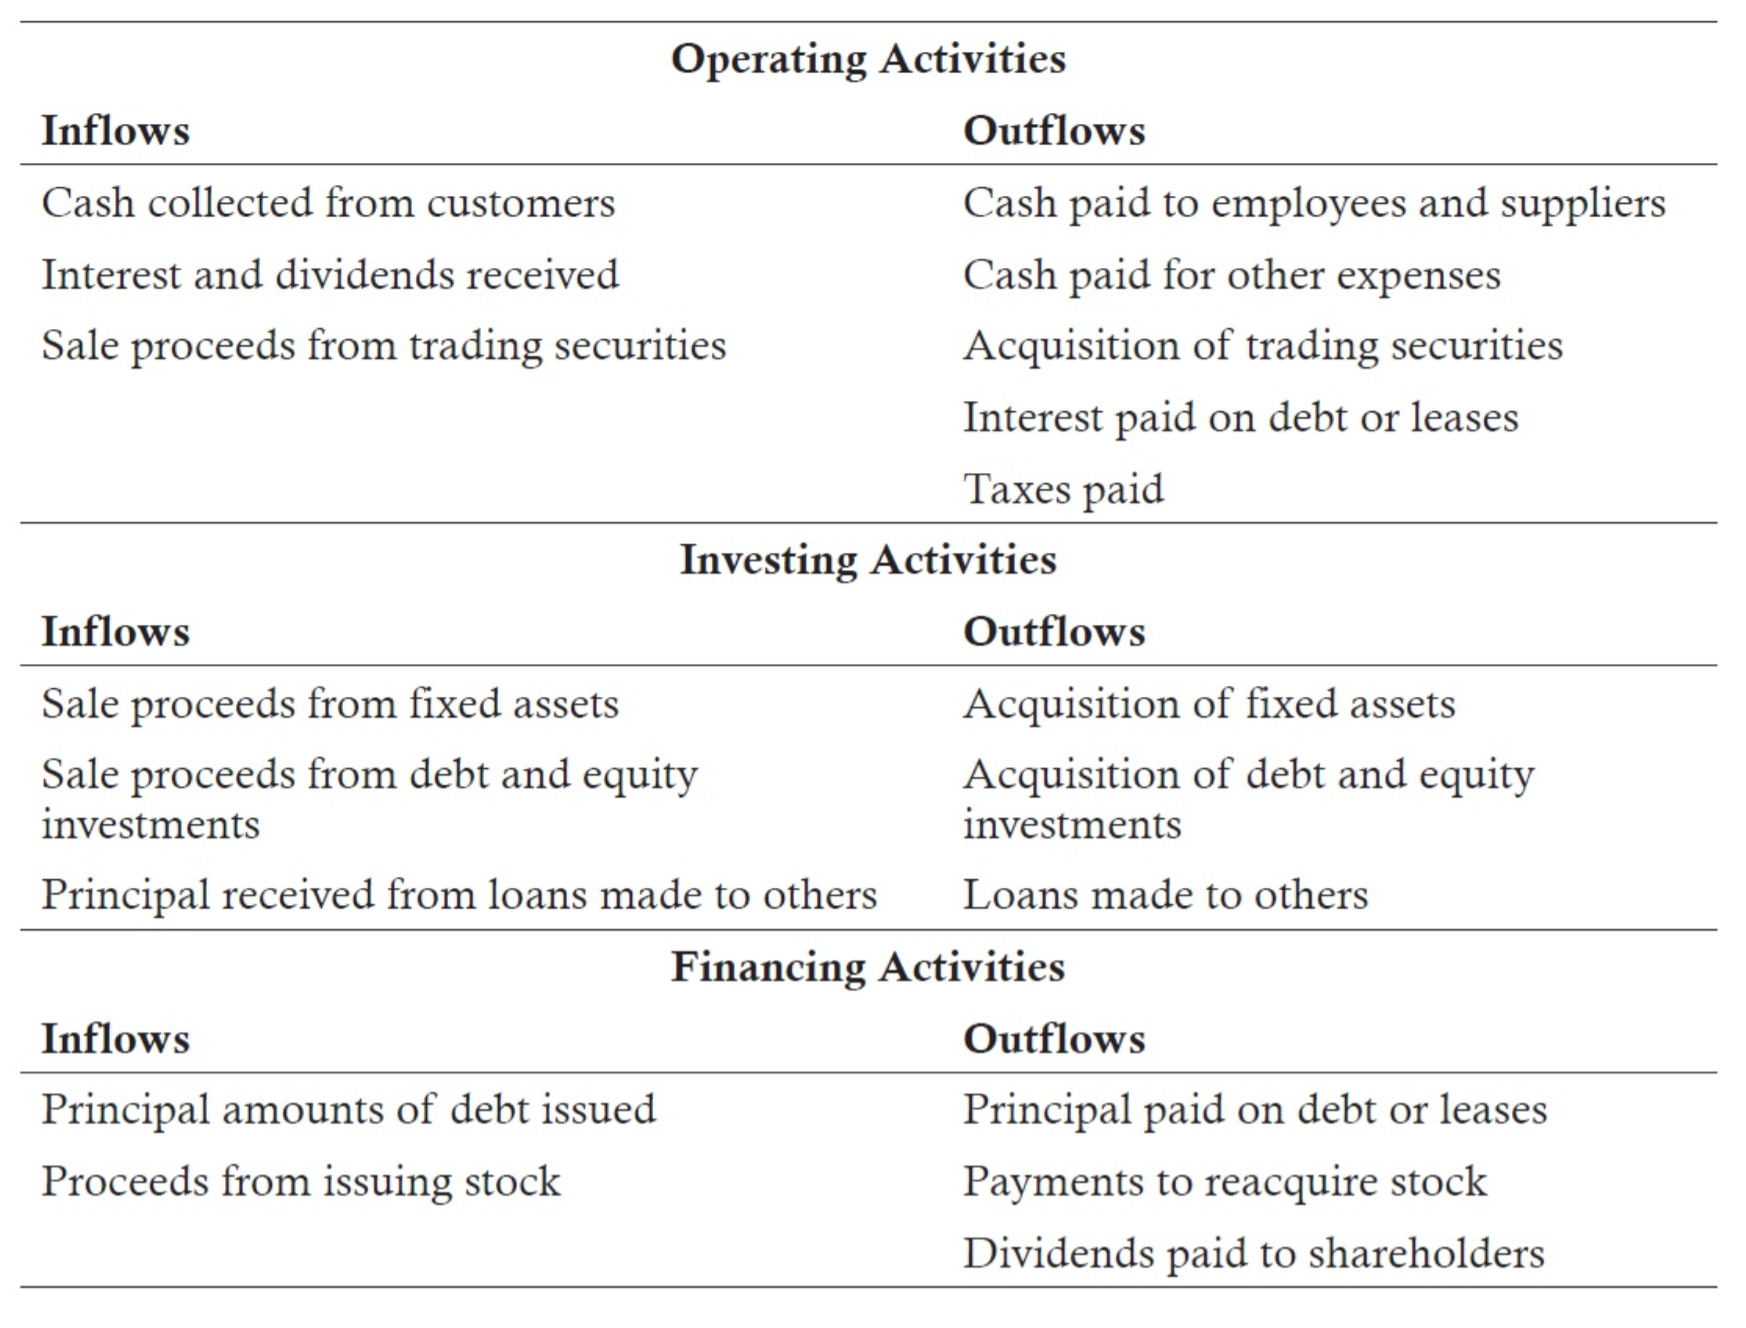 Operating Activities
Inflows Outflows
Cash collected from customers Cash paid to employees and suppliers
Interest and dividends received Cash paid for other expenses
Sale proceeds from trading securities Acquisition of trading securities
Interest paid on debt or leases
Taxes paid
Investing Activities
Inflows Outflows
Sale proceeds from fixed assets Acquisition of fixed assets
Sale proceeds from debt and equity Acquisition of debt and equity
investments investments
Principal received from loans made to others Loans made to others
Financing Activities
Inflows Outflows
Principal amounts of debt issued Principal paid on debt or leases
Proceeds from issuing stock Payments to reacquire stock
Dividends paid to shareholders